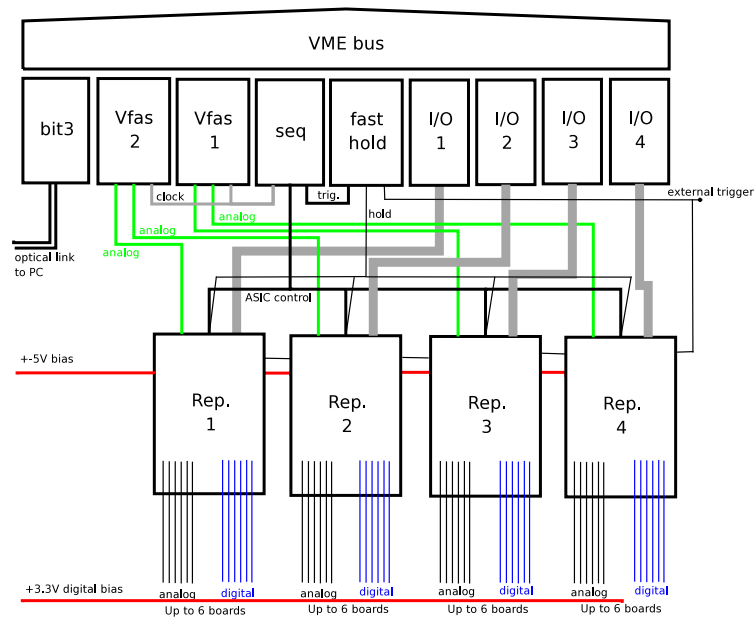 VME bus
bit3
Vfas
2
Vfas
1
seq
fast
hold
I/O
1
I/O
2
I/O
3
I/O
4
clock
trig.
external trigger
analog
hold
analog
analog
optical link
to PC
ASIC control
+-5V bias
Rep.
1
Rep.
2
Rep.
3
Rep.
4
+3.3V digital bias
analog
digital
analog
digital
analog
digital
analog
digital
Up to 6 boards
Up to 6 boards
Up to 6 boards
Up to 6 boards